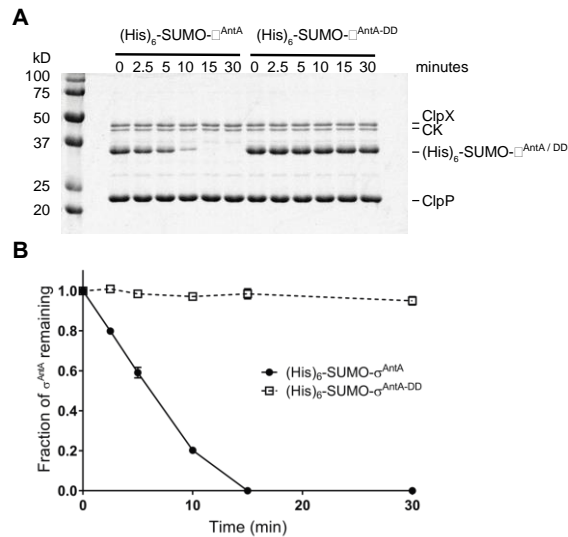 A
(His)6-SUMO-□AntA (His)6-SUMO-□AntA-DD
0 2.5 5 10 15 30 0 2.5 5 10 15 30 minutes
kD
100
75
50
37
25
20
ClpX
CK
(His)6-SUMO-□AntA / DD
ClpP
B
Fraction of σAntA remaining
1.0
0.8
0.6
0.4
0.2
0.0
(His)6-SUMO-σAntA
(His)6-SUMO-σAntA-DD
0 10 20 30
Time (min)